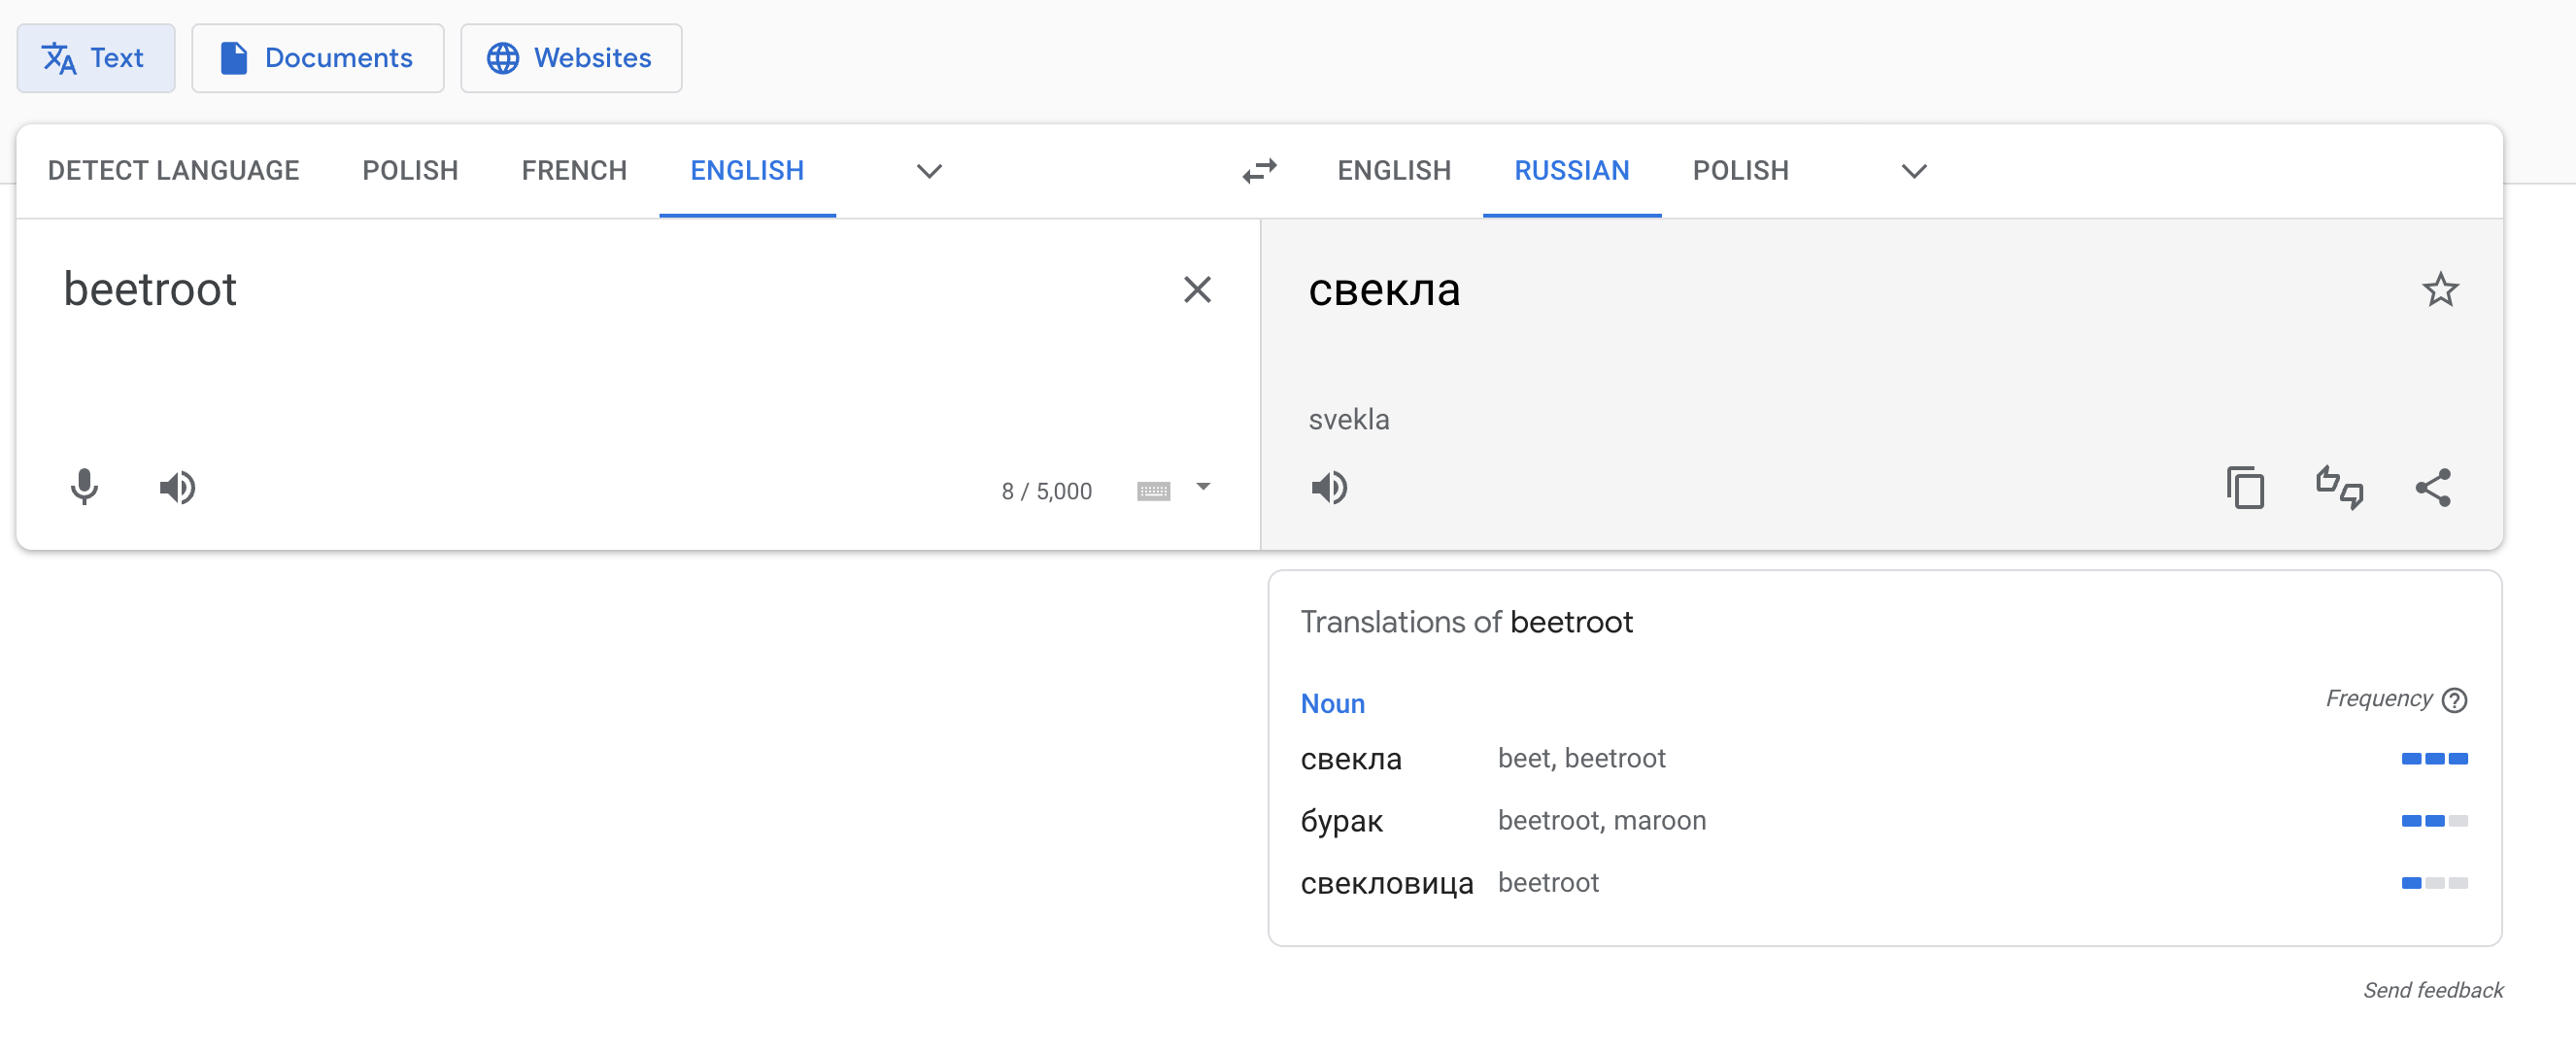 Text Documents Websites
DETECT LANGUAGE POLISH FRENCH ENGLISH ENGLISH RUSSIAN POLISH
beetroot
свекла
svekla
8 / 5,000
Translations of beetroot
Noun Frequency
свекла beet, beetroot
бурак beetroot, maroon
свекловица beetroot
Send feedback